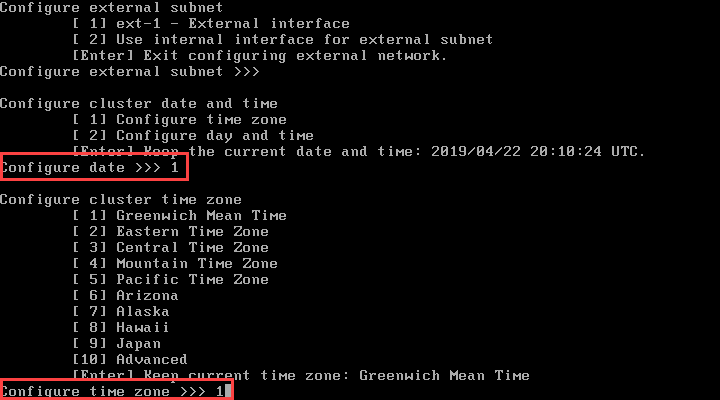 Configure external subnet
[ 1] ext-1 - External interface
[ 2] Use internal interface for external subnet
[Enter] Exit configuring external network.
Configure external subnet >>>
Configure cluster date and time
[ 1] Configure time zone
[ 2] Configure day and time
[Enter] Keep the current date and time: 2019/04/22 20:10:24 UTC.
Configure date >>> 1
Configure cluster time zone
[ 1] Greenwich Mean Time
[ 2] Eastern Time Zone
[ 3] Central Time Zone
[ 4] Mountain Time Zone
[ 5] Pacific Time Zone
[ 6] Arizona
[ 7] Alaska
[ 8] Hawaii
[ 9] Japan
[10] Advanced
[Enter] Keep current time zone: Greenwich Mean Time
Configure time zone >>> 1